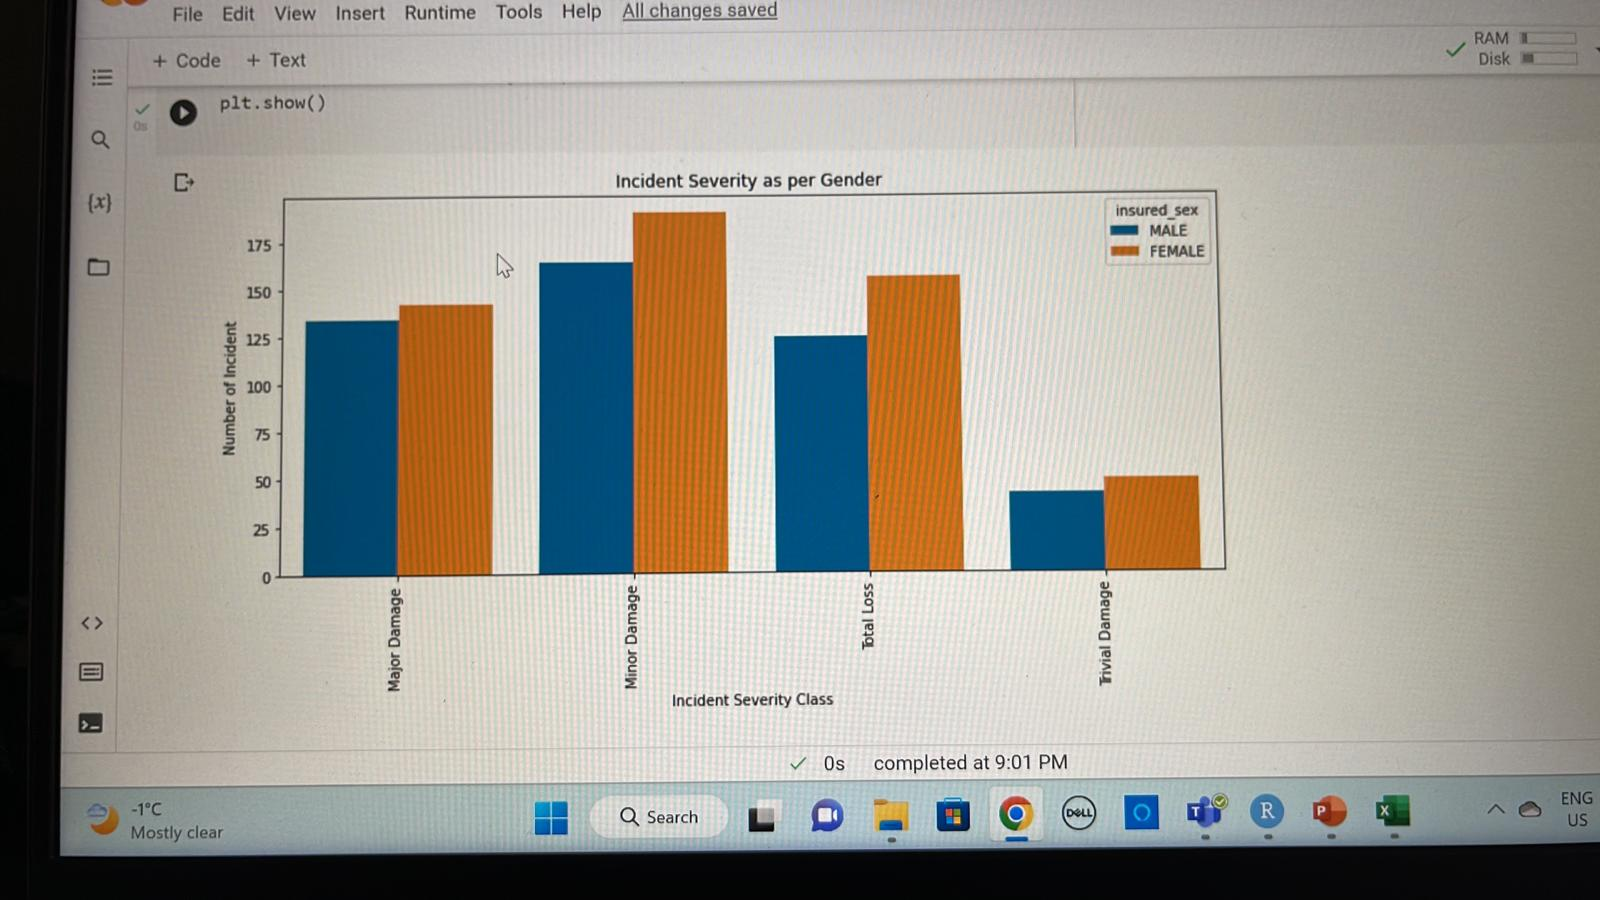 File Edit View Insert Runtime Tools Help All changes saved
+ Code + Text
RAM
Disk
0s
plt.show()
{x}
Incident Severity as per Gender
insured_sex
MALE
FEMALE
175
150
125
100
75
50
25
0
Number of Incident
Major Damage
Minor Damage
Total Loss
Trivial Damage
Incident Severity Class
0s completed at 9:01 PM
-1°C
Mostly clear
Search
DELL
T
R
P
X
ENG
US